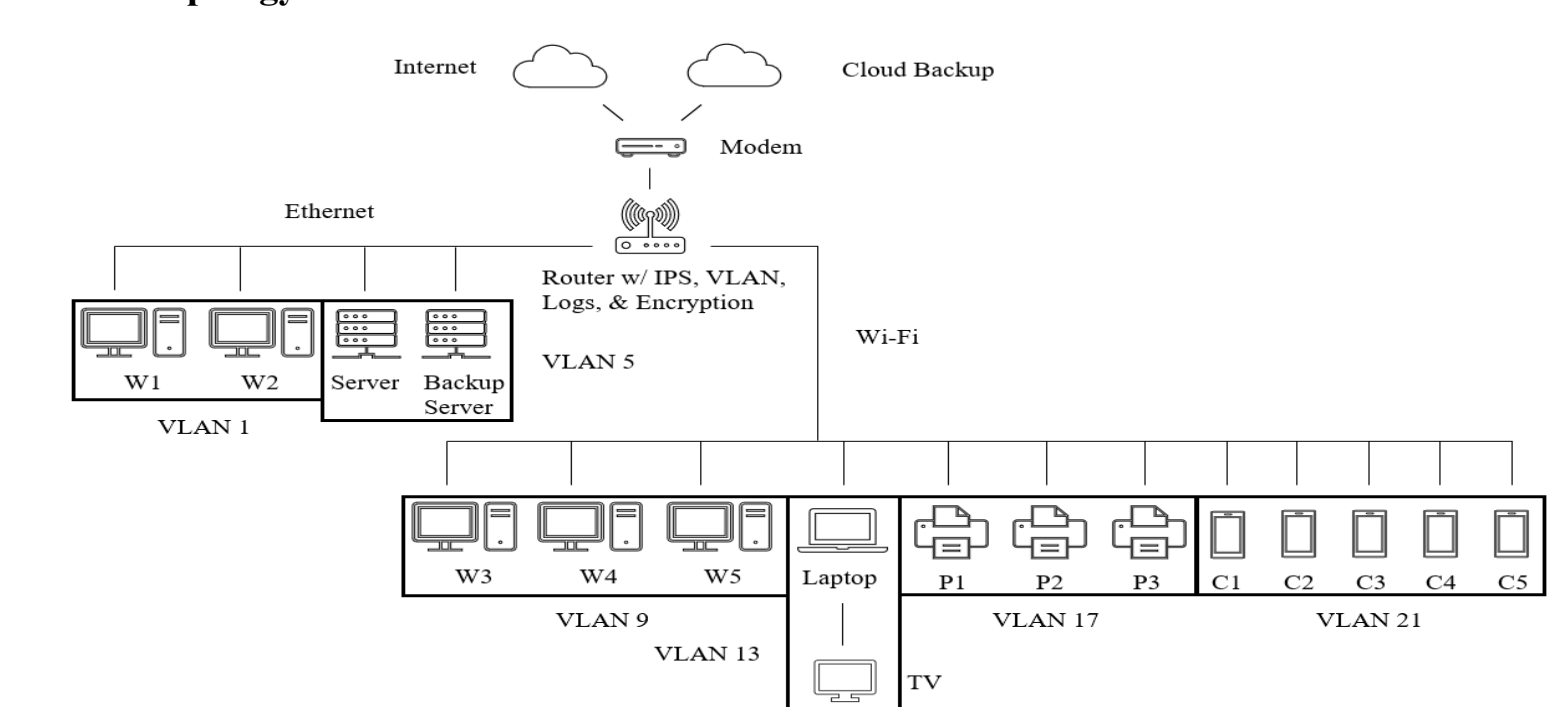 Internet
Cloud Backup
Modem
Ethernet
Router w/ IPS, VLAN,
Logs, & Encryption
Wi-Fi
VLAN 5
W1
W2
Server
Backup
Server
VLAN 1
W3
W4
W5
Laptop
P1
P2
P3
C1
C2
C3
C4
C5
VLAN 9
VLAN 17
VLAN 21
VLAN 13
TV